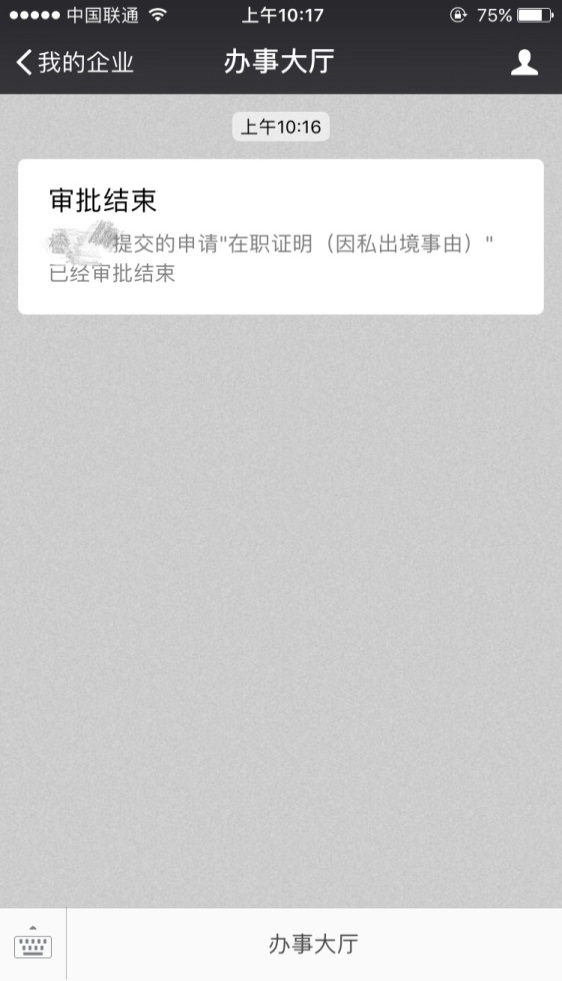 中国联通 上午10:17 75%
我的企业 办事大厅
上午10:16
审批结束
提交的申请"在职证明（因私出境事由）"
已经审批结束
办事大厅